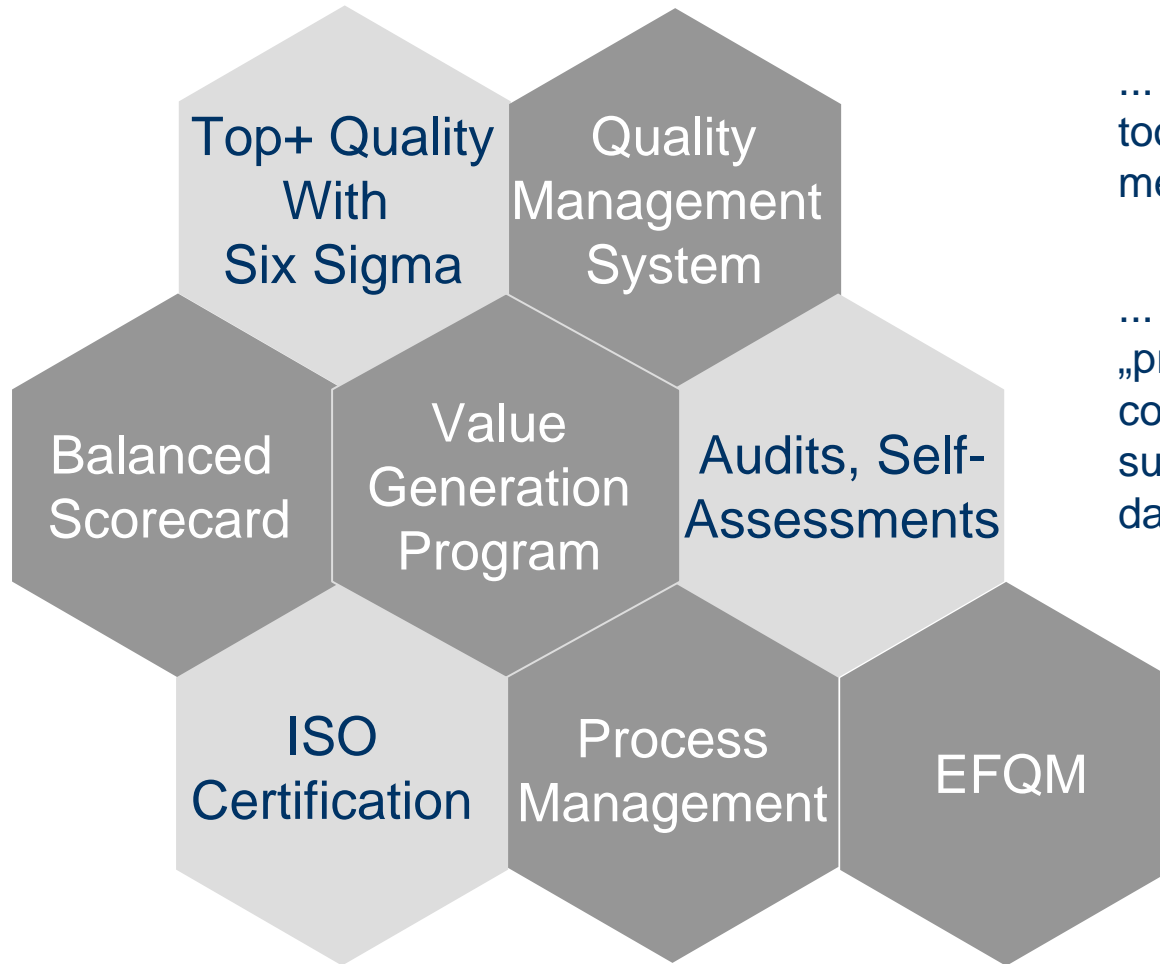 Top+ Quality
With
Six Sigma
Quality
Management
System
Balanced
Scorecard
Value
Generation
Program
Audits, Self-
Assessments
ISO
Certification
Process
Management
EFQM
...
...